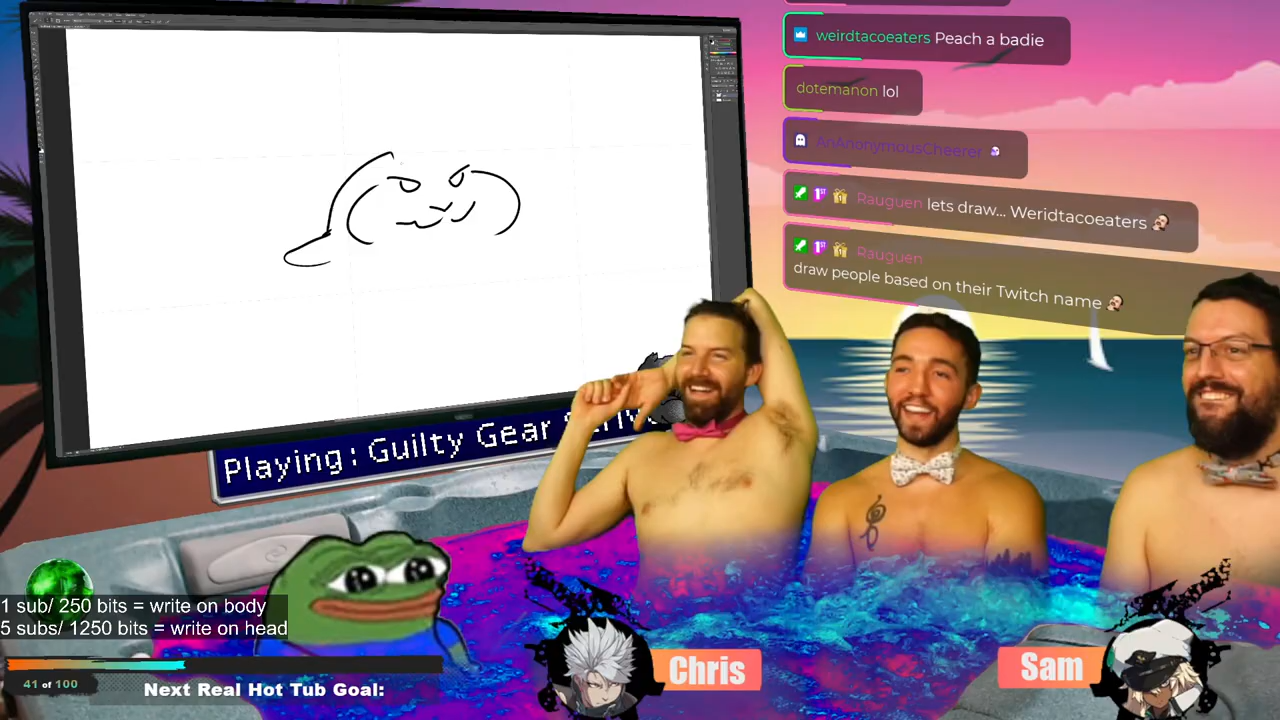 weirdtacoeaters Peach a badie
dotemanon lol
AnAnonymousCheerer
Rauguen lets draw... Weridtacoeaters
Rauguen
draw people based on their Twitch name
Playing: Guilty Gear
1 sub/ 250 bits = write on body
5 subs/ 1250 bits = write on head
41 of 100
Next Real Hot Tub Goal:
Chris
Sam